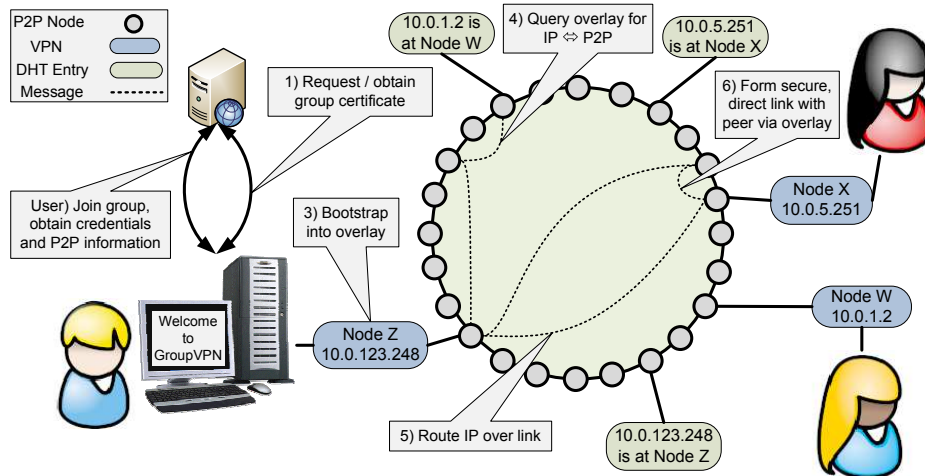 P2P Node
VPN
DHT Entry
Message
10.0.1.2 is
at Node W
4) Query overlay for
IP ⇔ P2P
10.0.5.251
is at Node X
1) Request / obtain
group certificate
6) Form secure,
direct link with
peer via overlay
User) Join group,
obtain credentials
and P2P information
3) Bootstrap
into overlay
Node X
10.0.5.251
Welcome
to
GroupVPN
Node Z
10.0.123.248
Node W
10.0.1.2
5) Route IP over link
10.0.123.248
is at Node Z